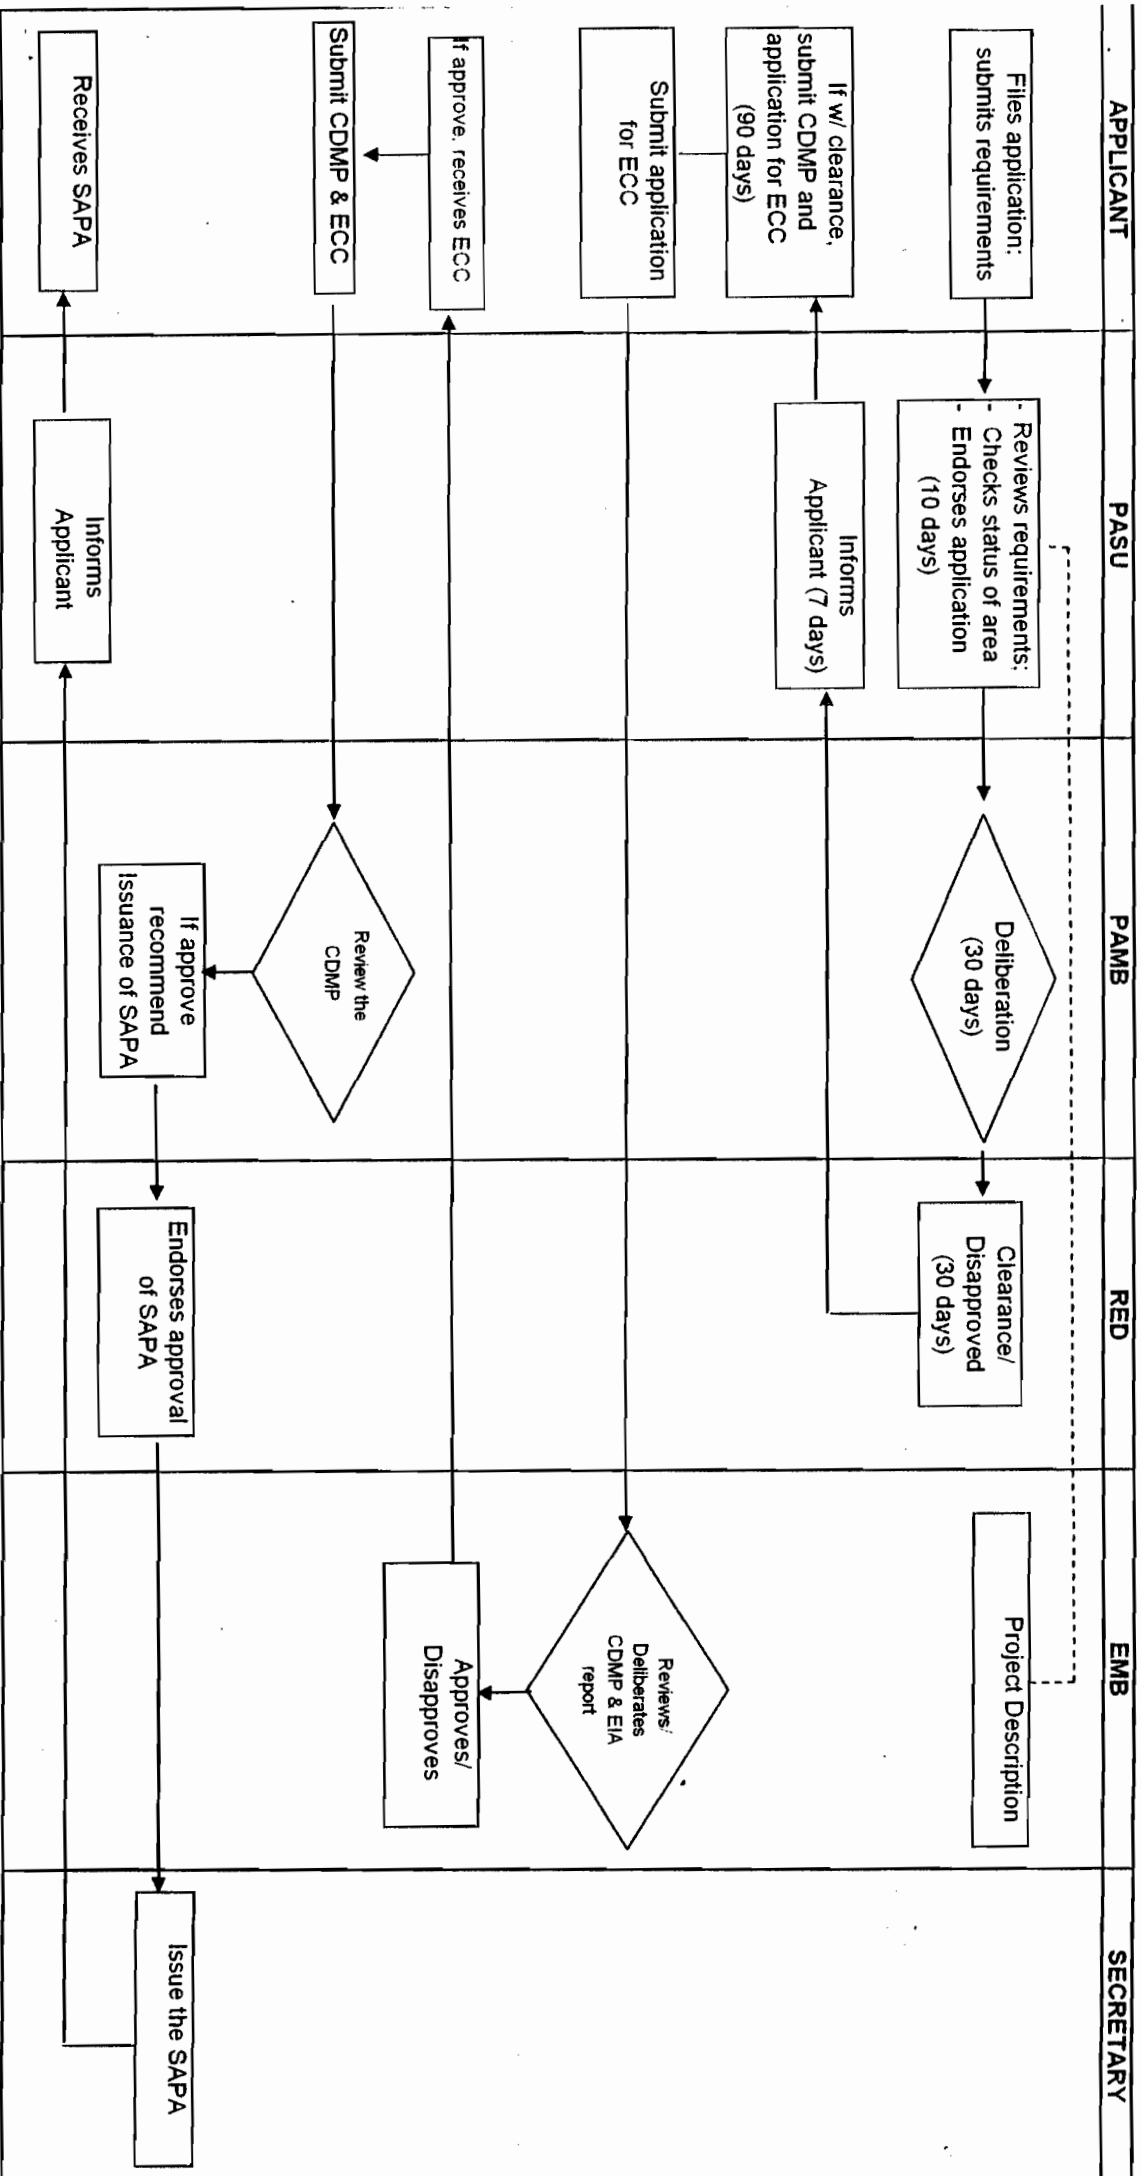 APPLICANT
PASU
PAMB
RED
EMB
SECRETARY
Files application;
submits requirements
- Reviews requirements;
- Checks status of area
- Endorses application
(10 days)
Deliberation
(30 days)
Clearance/
Disapproved
(30 days)
Project Description
If w/ clearance,
submit CDMP and
application for ECC
(90 days)
Informs
Applicant (7 days)
Submit application
for ECC
Reviews/
Deliberates
CDMP & EIA
report
If approve, receives ECC
Approves/
Disapproves
Submit CDMP & ECC
Review the
CDMP
If approve
recommend
Issuance of SAPA
Endorses approval
of SAPA
Issue the SAPA
Receives SAPA
Informs
Applicant